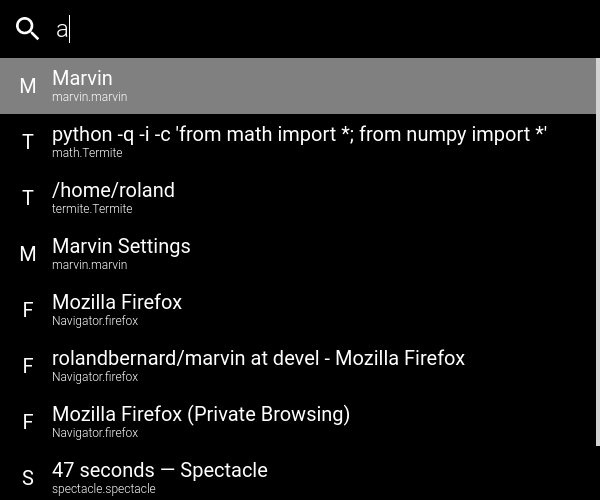 a
M Marvin
marvin.marvin
T python -q -i -c 'from math import *; from numpy import *'
math.Termite
T /home/roland
termite.Termite
M Marvin Settings
marvin.marvin
F Mozilla Firefox
Navigator.firefox
F rolandbernard/marvin at devel - Mozilla Firefox
Navigator.firefox
F Mozilla Firefox (Private Browsing)
Navigator.firefox
S 47 seconds — Spectacle
spectacle.spectacle